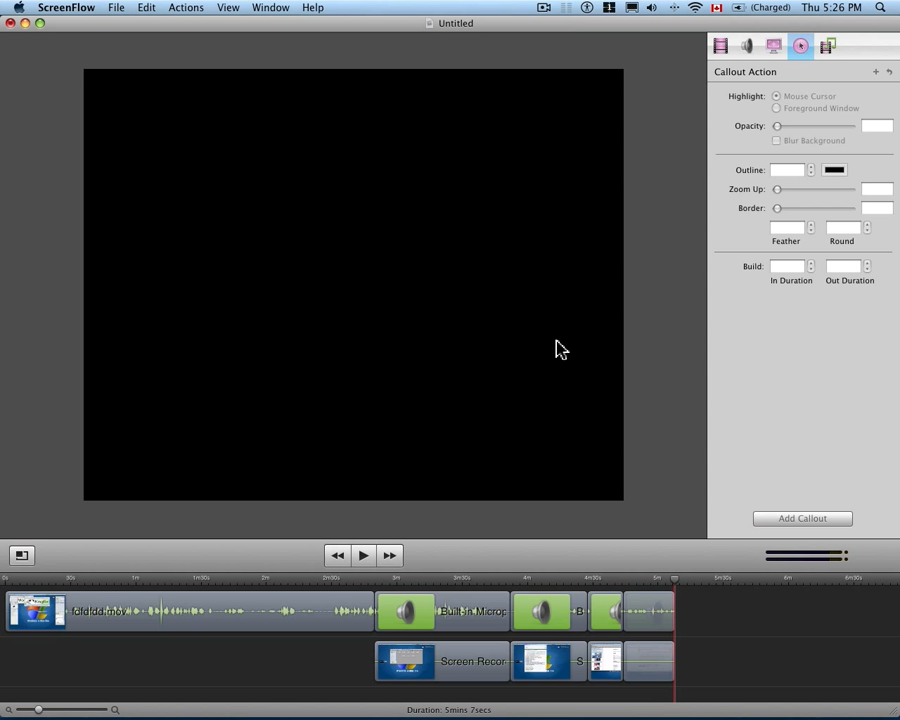 ScreenFlow File Edit Actions View Window Help (Charged) Thu 5:26 PM
Untitled
Callout Action
Highlight: Mouse Cursor
Foreground Window
Opacity:
Blur Background
Outline:
Zoom Up:
Border:
Feather Round
Build:
In Duration Out Duration
Add Callout
0s 30s 1m 1m30s 2m 2m30s 3m 3m30s 4m 4m30s 5m 5m30s 6m 6m30s
Built-in Microp B
Screen Recor S
Duration: 5mins 7secs